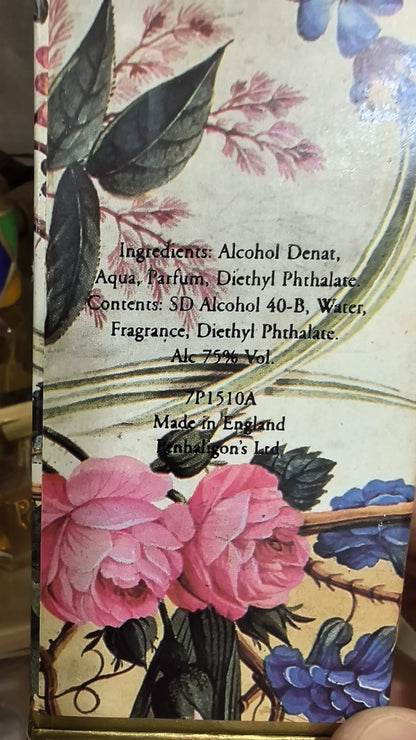 Ingredients: Alcohol Denat,
Aqua, Parfum, Diethyl Phthalate.
Contents: SD Alcohol 40-B, Water,
Fragrance, Diethyl Phthalate.
Alc 75% Vol.
7P1510A
Made in England
Penhaligon's Ltd